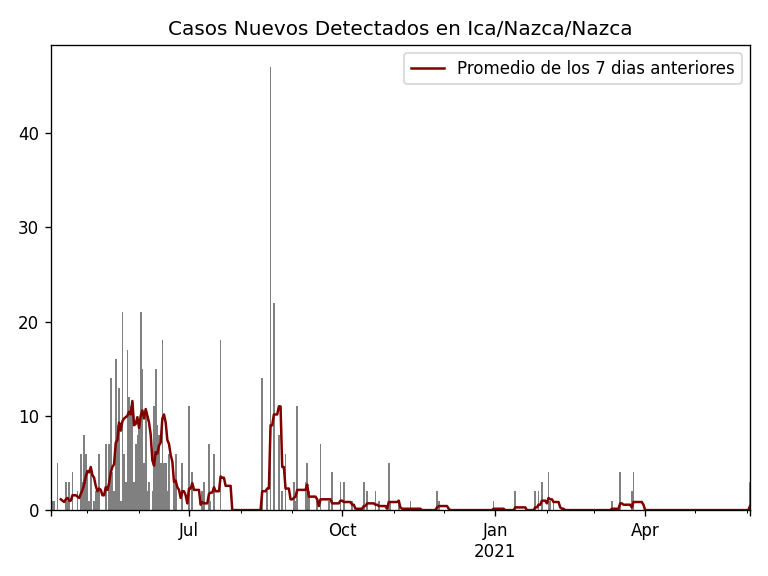 Casos Nuevos Detectados en Ica/Nazca/Nazca
Promedio de los 7 dias anteriores
40
30
20
10
0
Jul
Oct
Jan
2021
Apr